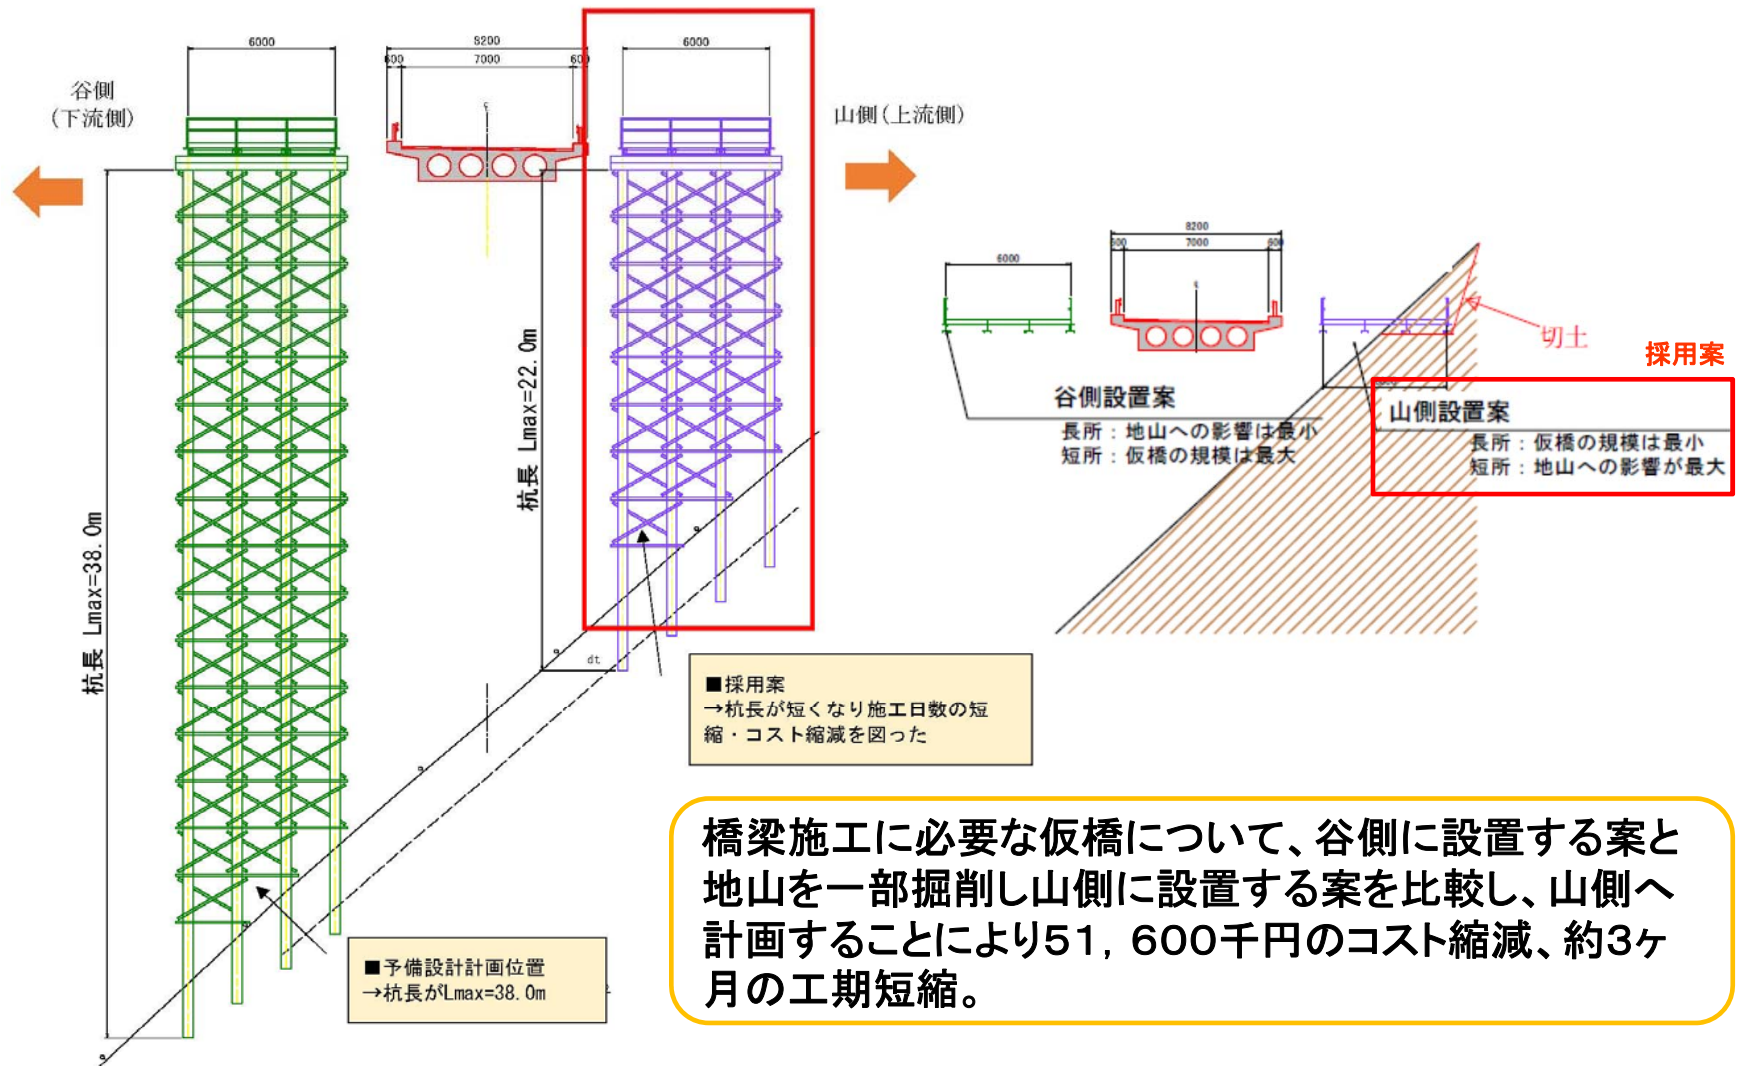 6000
8200
600 7000 600
6000
谷側
(下流側)
山側(上流側)
杭長 Lmax=38.0m
杭長 Lmax=22.0m
dt
■採用案
→杭長が短くなり施工日数の短
縮・コスト縮減を図った
■予備設計計画位置
→杭長がLmax=38.0m
6000
8200
600 7000 600
切土
採用案
谷側設置案
長所：地山への影響は最小
短所：仮橋の規模は最大
山側設置案
長所：仮橋の規模は最小
短所：地山への影響が最大
橋梁施工に必要な仮橋について、谷側に設置する案と
地山を一部掘削し山側に設置する案を比較し、山側へ
計画することにより51，600千円のコスト縮減、約3ヶ
月の工期短縮。